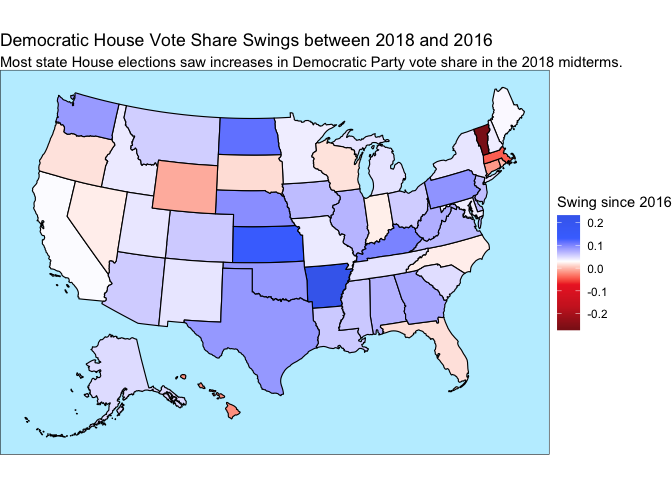 Democratic House Vote Share Swings between 2018 and 2016
Most state House elections saw increases in Democratic Party vote share in the 2018 midterms.
Swing since 2016
0.2
0.1
0.0
-0.1
-0.2